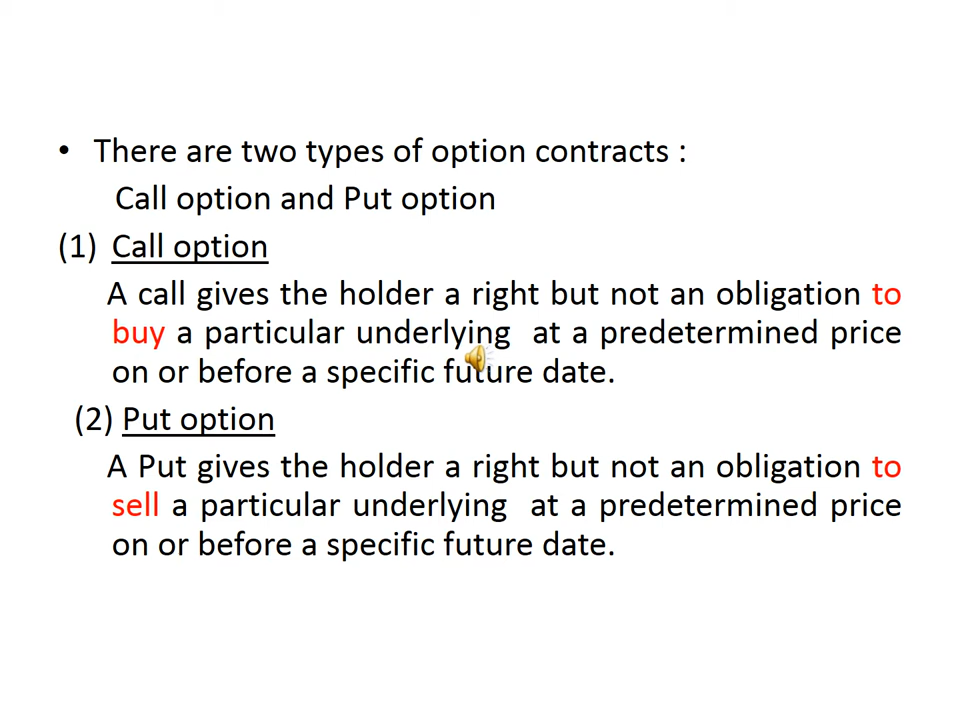 • There are two types of option contracts :
Call option and Put option
(1) Call option
A call gives the holder a right but not an obligation to
buy a particular underlying at a predetermined price
on or before a specific future date.
(2) Put option
A Put gives the holder a right but not an obligation to
sell a particular underlying at a predetermined price
on or before a specific future date.